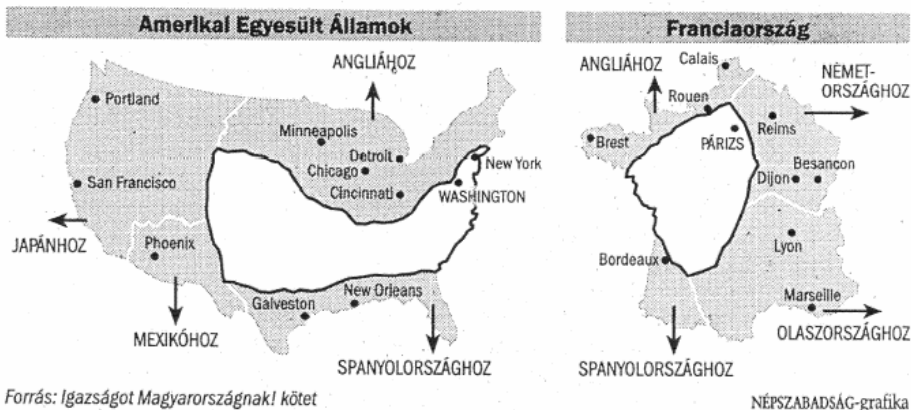 Amerikai Egyesült Államok
ANGLIÁHOZ
Portland
Minneapolis
Detroit
Chicago
New York
San Francisco
Cincinnati
WASHINGTON
JAPÁNHOZ
Phoenix
New Orleans
Galveston
MEXIKÓHOZ
SPANYOLORSZÁGHOZ
Forrás: Igazságot Magyarországnak! kötet
Franciaország
Calais
ANGLIÁHOZ
NÉMET-
ORSZÁGHOZ
Rouen
Reims
Brest
PÁRIZS
Besancon
Dijon
Lyon
Bordeaux
Marseille
OLASZORSZÁGHOZ
SPANYOLORSZÁGHOZ
NÉPSZABADSÁG-grafika